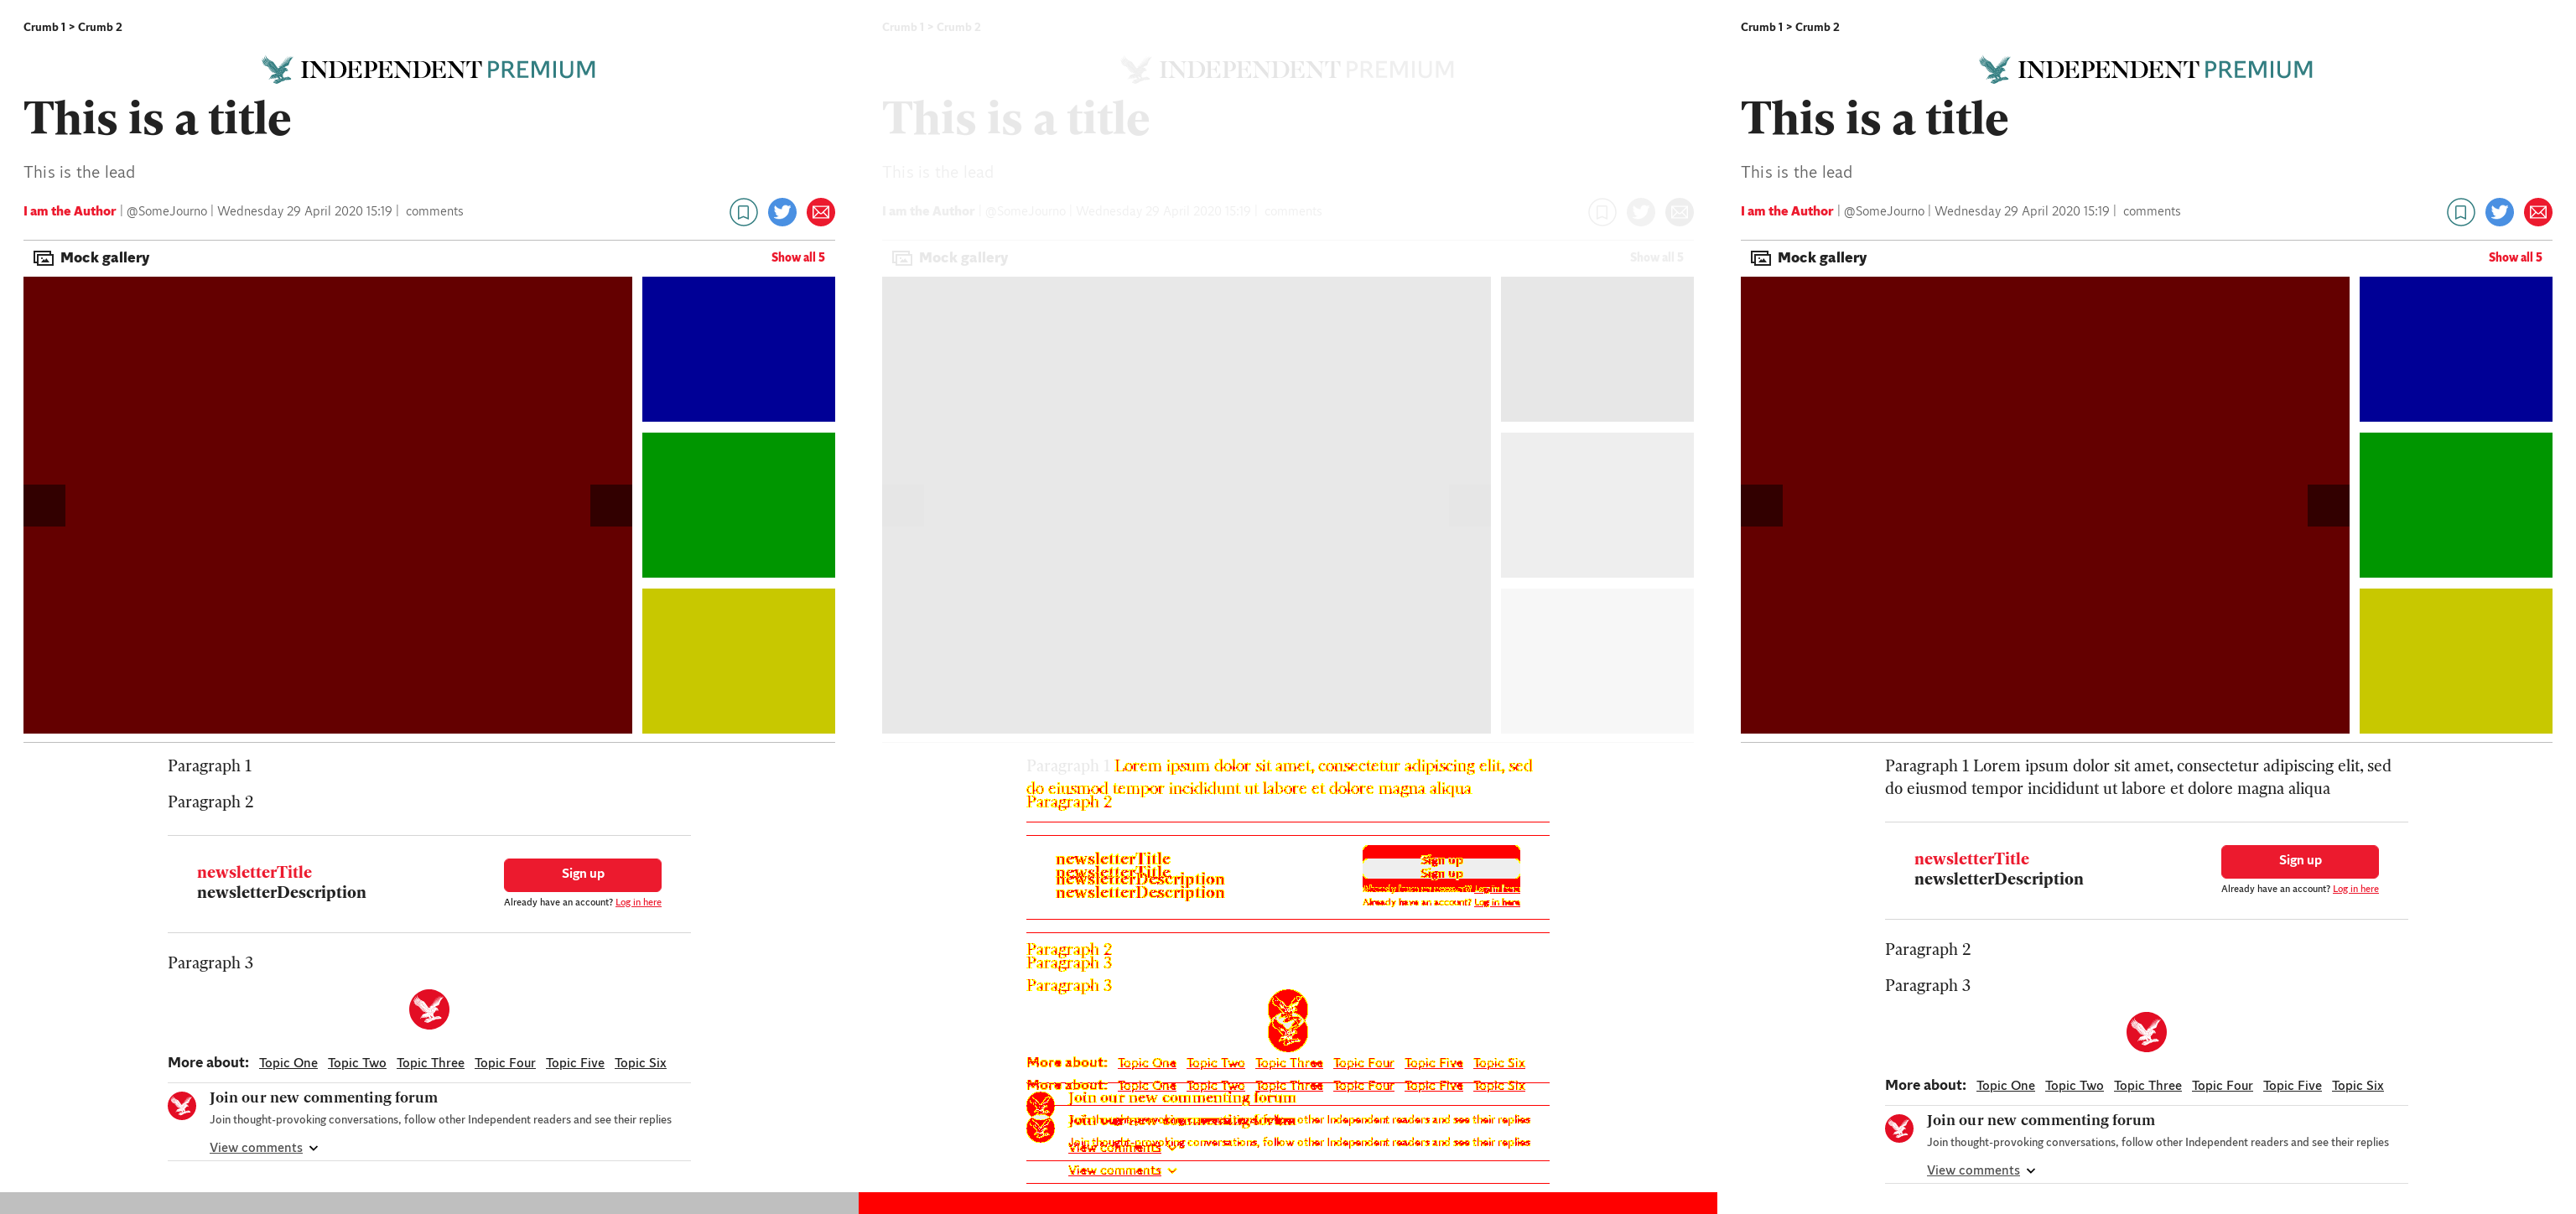 Crumb 1 > Crumb 2
INDEPENDENT PREMIUM
This is a title
This is the lead
I am the Author | @SomeJourno | Wednesday 29 April 2020 15:19 | comments
Mock gallery Show all 5
Paragraph 1
Paragraph 2
newsletterTitle
newsletterDescription
Sign up
Already have an account? Log in here
Paragraph 3
More about: Topic One Topic Two Topic Three Topic Four Topic Five Topic Six
Join our new commenting forum
Join thought-provoking conversations, follow other Independent readers and see their replies
View comments
Crumb 1 > Crumb 2
INDEPENDENT PREMIUM
This is a title
This is the lead
I am the Author | @SomeJourno | Wednesday 29 April 2020 15:19 | comments
Mock gallery Show all 5
Paragraph 1 Lorem ipsum dolor sit amet, consectetur adipiscing elit, sed
do eiusmod tempor incididunt ut labore et dolore magna aliqua
Paragraph 2
newsletterTitle
newsletterTitle
newsletterDescription
newsletterDescription
Sign up
Sign up
Already have an account? Log in here
Already have an account? Log in here
Paragraph 2
Paragraph 3
Paragraph 3
More about: Topic One Topic Two Topic Three Topic Four Topic Five Topic Six
More about: Topic One Topic Two Topic Three Topic Four Topic Five Topic Six
Join our new commenting forum
Join thought-provoking conversations, follow other Independent readers and see their replies
Join our new commenting forum
Join thought-provoking conversations, follow other Independent readers and see their replies
View comments
View comments
Crumb 1 > Crumb 2
INDEPENDENT PREMIUM
This is a title
This is the lead
I am the Author | @SomeJourno | Wednesday 29 April 2020 15:19 | comments
Mock gallery Show all 5
Paragraph 1 Lorem ipsum dolor sit amet, consectetur adipiscing elit, sed
do eiusmod tempor incididunt ut labore et dolore magna aliqua
newsletterTitle
newsletterDescription
Sign up
Already have an account? Log in here
Paragraph 2
Paragraph 3
More about: Topic One Topic Two Topic Three Topic Four Topic Five Topic Six
Join our new commenting forum
Join thought-provoking conversations, follow other Independent readers and see their replies
View comments